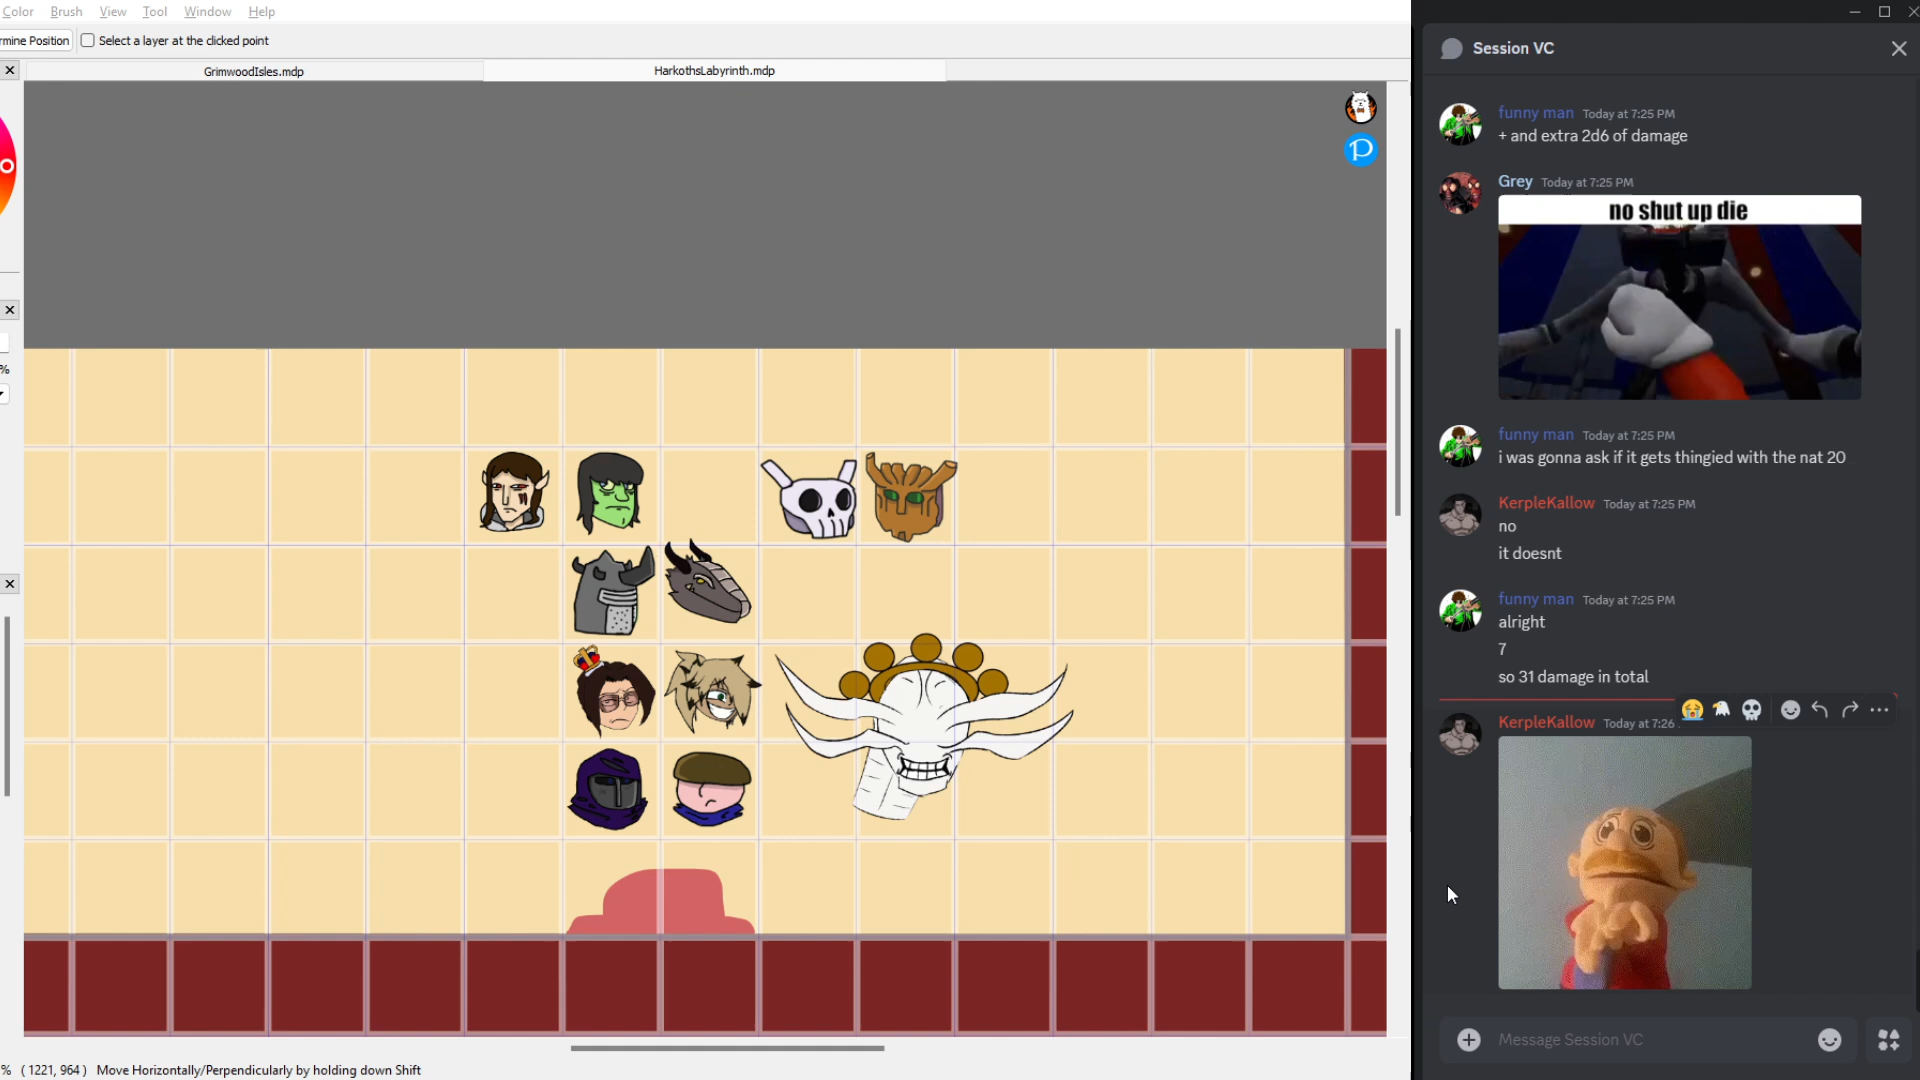 Color Brush View Tool Window Help
rmine Position Select a layer at the clicked point
GrimwoodIsles.mdp HarkothsLabyrinth.mdp
%
% ( 1221, 964 ) Move Horizontally/Perpendicularly by holding down Shift
Session VC
funny man Today at 7:25 PM
+ and extra 2d6 of damage
Grey Today at 7:25 PM
no shut up die
funny man Today at 7:25 PM
i was gonna ask if it gets thingied with the nat 20
KerpleKallow Today at 7:25 PM
no
it doesnt
funny man Today at 7:25 PM
alright
7
so 31 damage in total
KerpleKallow Today at 7:26
Message Session VC